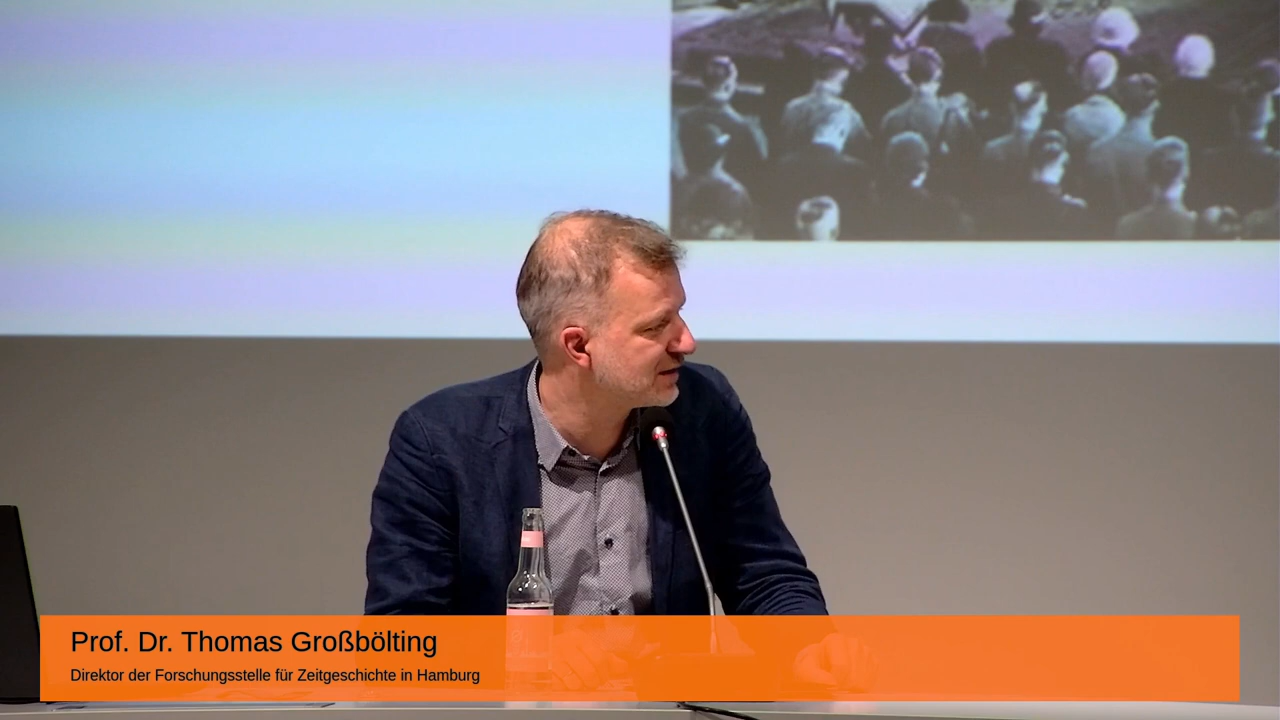 Prof. Dr. Thomas Großbölting
Direktor der Forschungsstelle für Zeitgeschichte in Hamburg